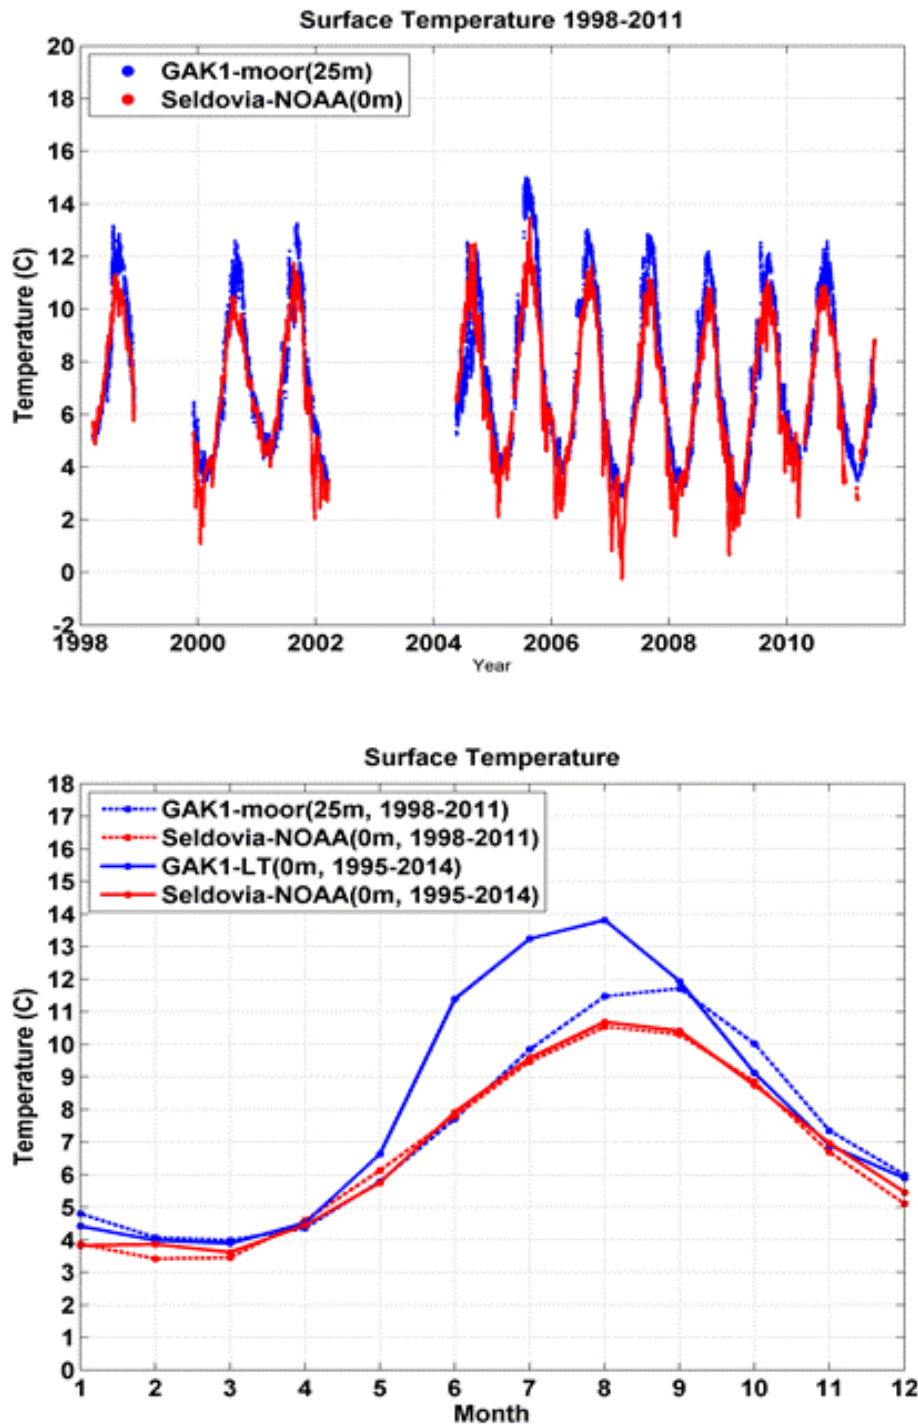 Surface Temperature 1998-2011
20
18
16
14
12
10
8
6
4
2
0
-2
Temperature (C)
GAK1-moor(25m)
Seldovia-NOAA(0m)
1998 2000 2002 2004 2006 2008 2010
Year
Surface Temperature
18
17
16
15
14
13
12
11
10
9
8
7
6
5
4
3
2
1
0
Temperature (C)
GAK1-moor(25m, 1998-2011)
Seldovia-NOAA(0m, 1998-2011)
GAK1-LT(0m, 1995-2014)
Seldovia-NOAA(0m, 1995-2014)
1 2 3 4 5 6 7 8 9 10 11 12
Month